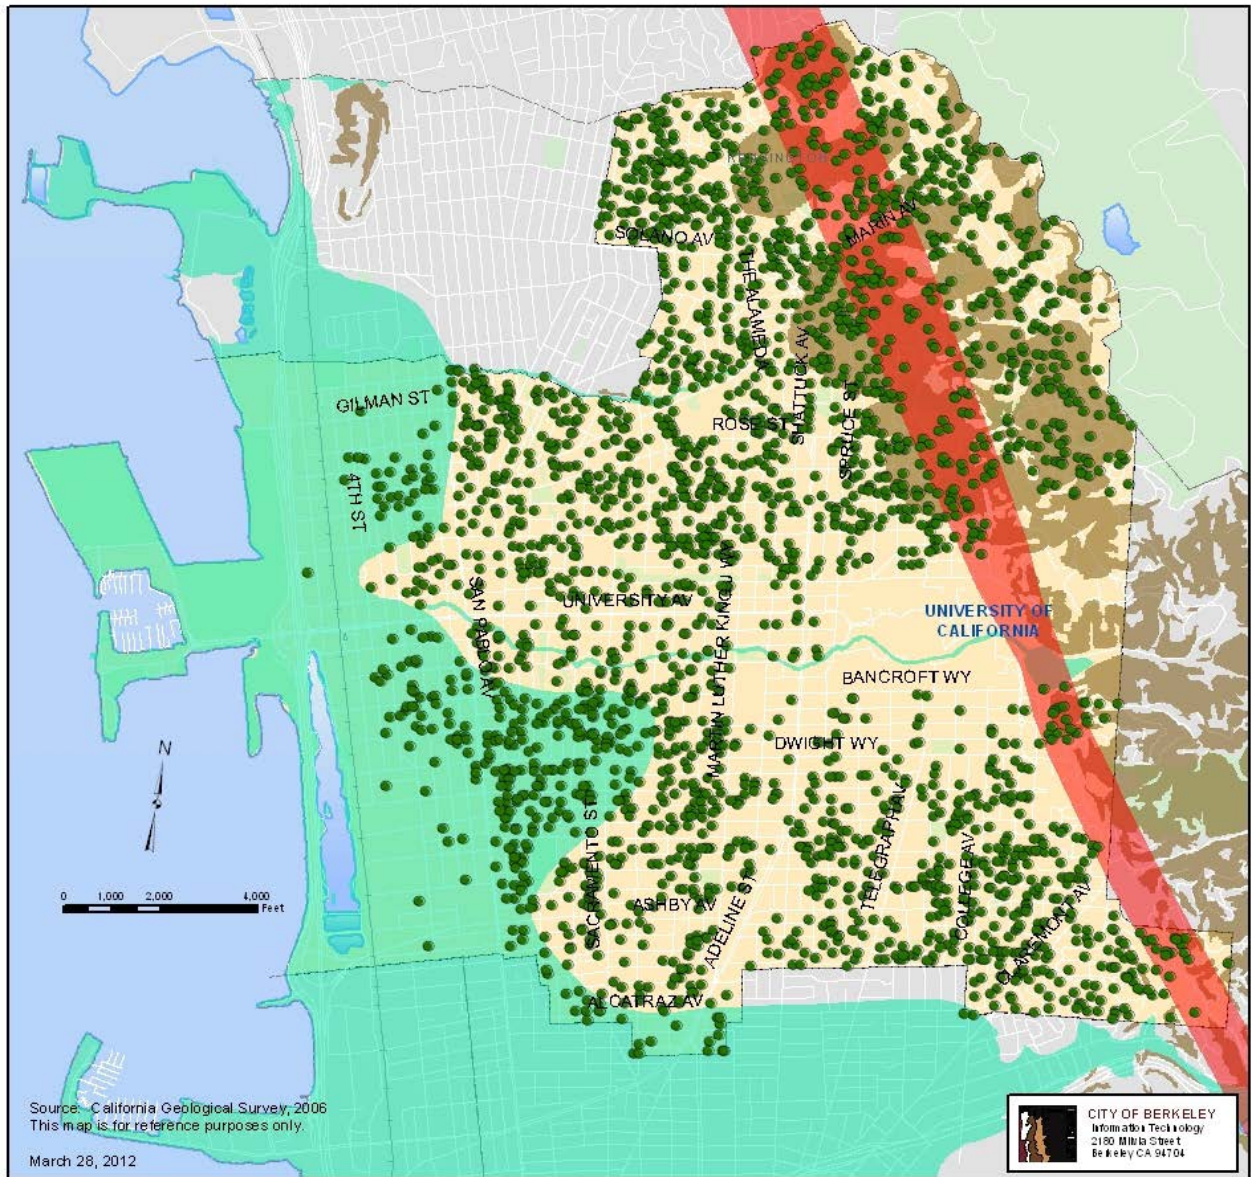 KENSINGTON
SOLANO AV
MARIN AV
THE ALAMEDA
SHATTUCK AV
GILMAN ST
ROSE ST
SPRUCE ST
4TH ST
SAN PABLO AV
UNIVERSITY AV
MARTIN LUTHER KING J WY
UNIVERSITY OF
CALIFORNIA
BANCROFT WY
DWIGHT WY
N
SACRAMENTO ST
TELEGRAPH AV
COLLEGE AV
0 1,000 2,000 4,000
Feet
ASHBY AV
ADELINE ST
CLAREMONT AV
ALCATRAZ AV
Source: California Geological Survey, 2006
This map is for reference purposes only.
March 28, 2012
CITY OF BERKELEY
Information Technology
2180 Milvia Street
Berkeley CA 94704